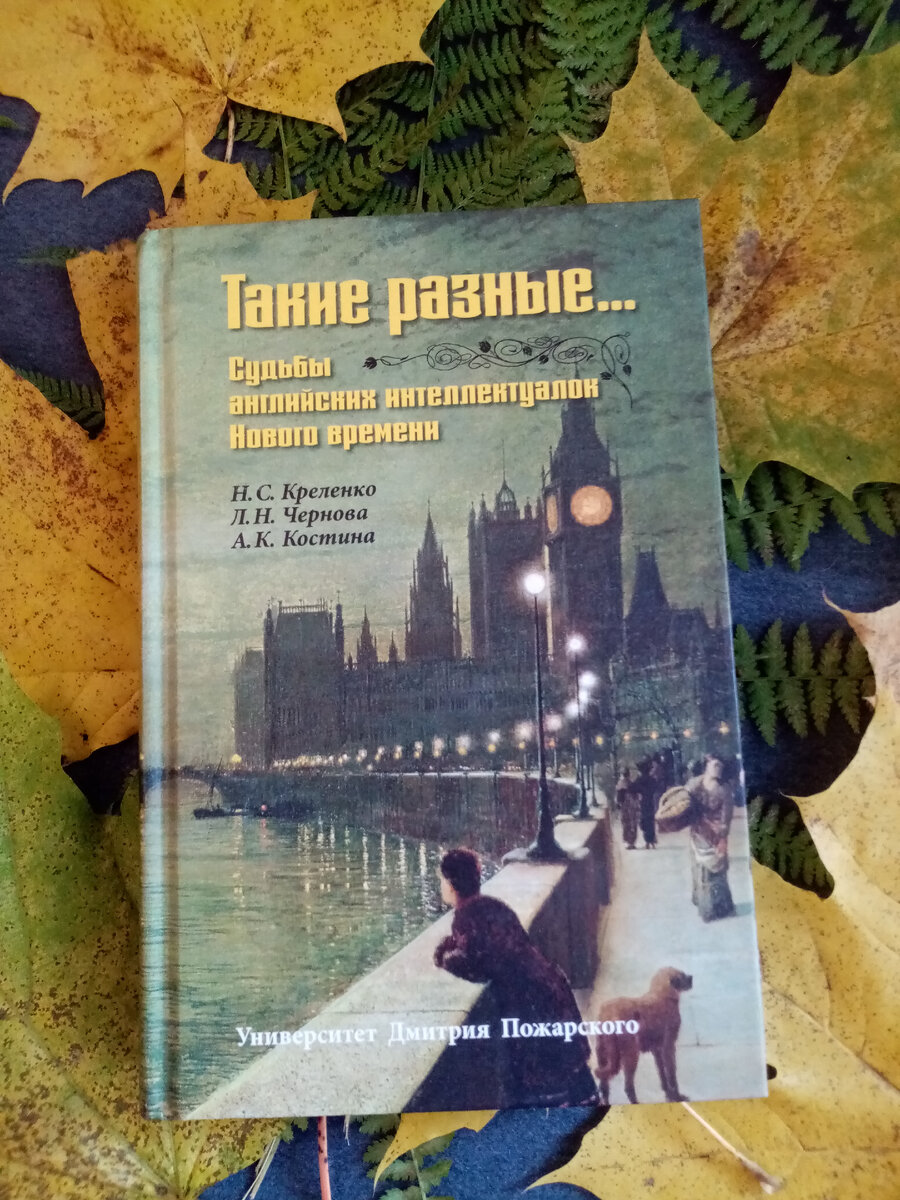 Такие разные...
Судьбы
английских интеллектуалок
Нового времени
Н. С. Креленко
Л. Н. Чернова
А. К. Костина
Университет Дмитрия Пожарского